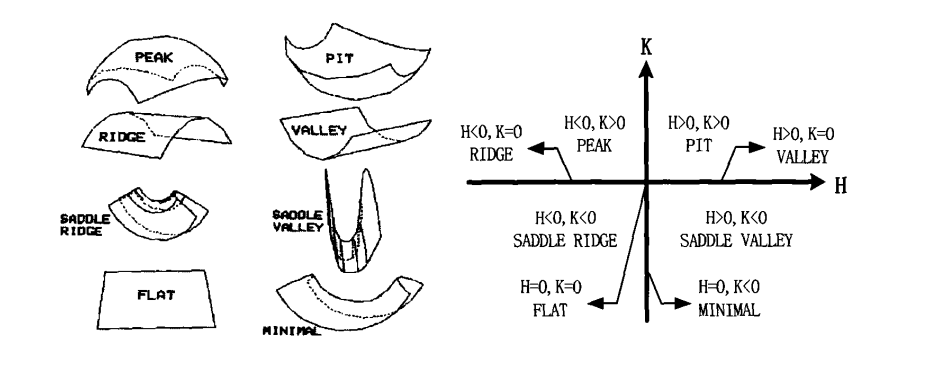 PEAK
PIT
RIDGE
VALLEY
SADDLE
RIDGE
SADDLE
VALLEY
FLAT
MINIMAL
K
H<0, K=0
RIDGE
H<0, K>0
PEAK
H>0, K>0
PIT
H>0, K=0
VALLEY
H
H<0, K<0
SADDLE RIDGE
H>0, K<0
SADDLE VALLEY
H=0, K=0
FLAT
H=0, K<0
MINIMAL